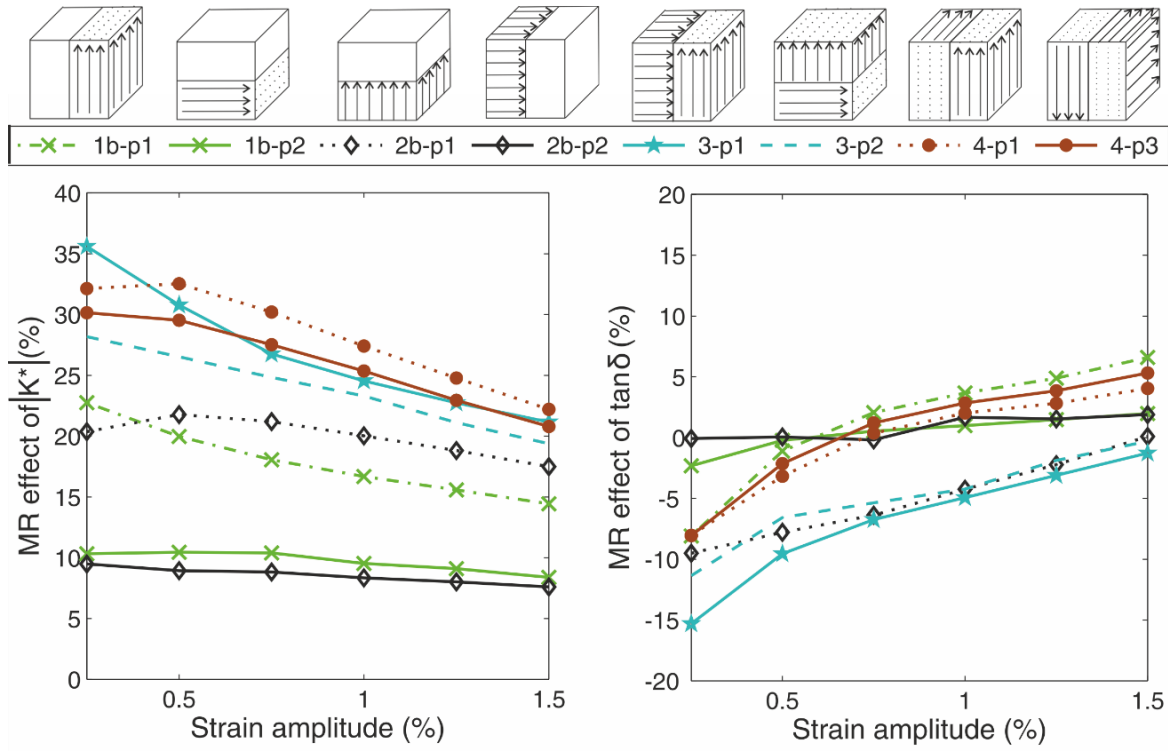 1b-p1 1b-p2 2b-p1 2b-p2 3-p1 3-p2 4-p1 4-p3
MR effect of|K*|(%)
40
35
30
25
20
15
10
5
0
0.5 1 1.5
Strain amplitude (%)
MR effect of tanδ (%)
20
15
10
5
0
-5
-10
-15
-20
0.5 1 1.5
Strain amplitude (%)